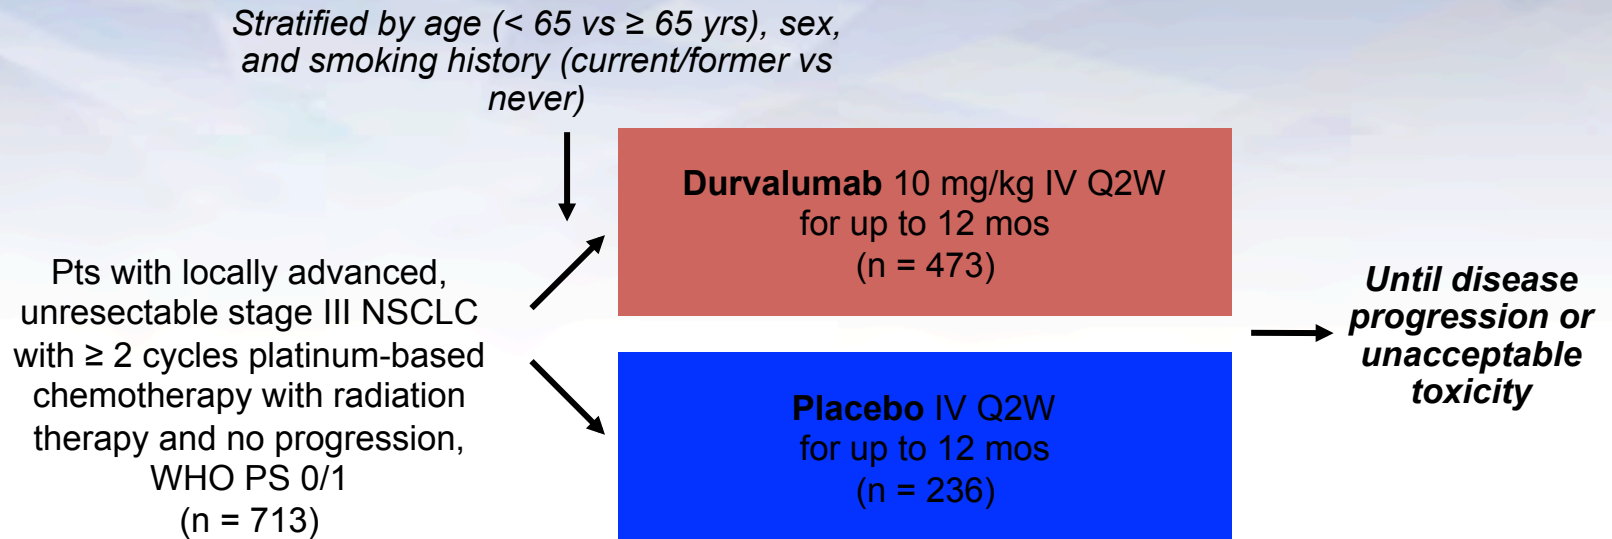 Stratified by age (< 65 vs ≥ 65 yrs), sex,
and smoking history (current/former vs
never)
Pts with locally advanced,
unresectable stage III NSCLC
with ≥ 2 cycles platinum-based
chemotherapy with radiation
therapy and no progression,
WHO PS 0/1
(n = 713)
Durvalumab 10 mg/kg IV Q2W
for up to 12 mos
(n = 473)
Placebo IV Q2W
for up to 12 mos
(n = 236)
Until disease
progression or
unacceptable
toxicity